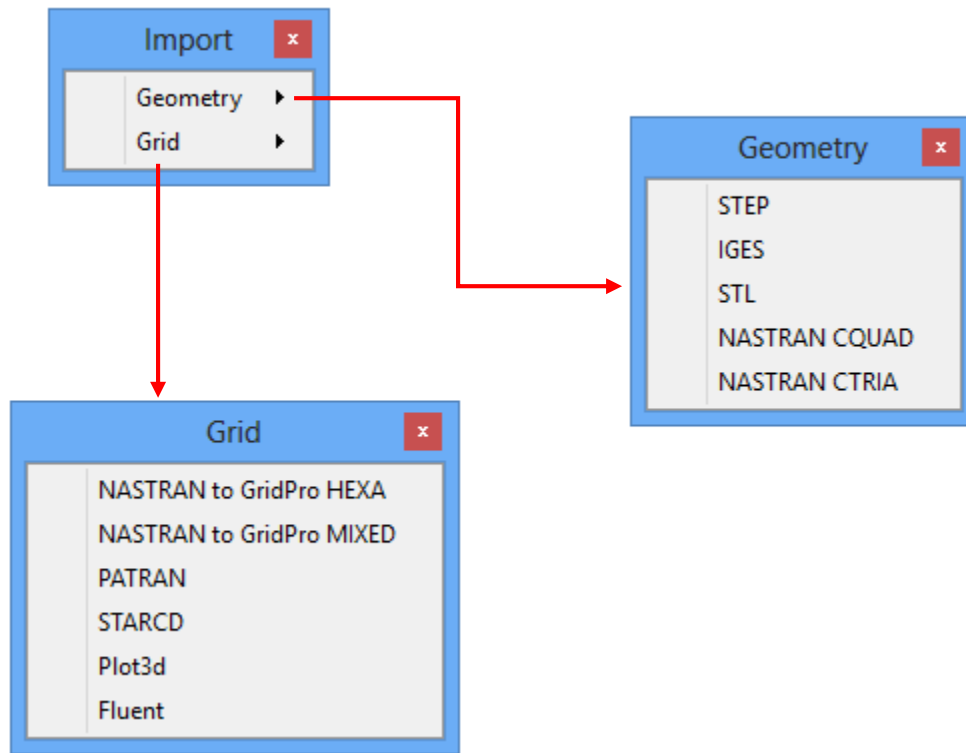 Import
x
Geometry
Grid
Geometry
x
STEP
IGES
STL
NASTRAN CQUAD
NASTRAN CTRIA
Grid
x
NASTRAN to GridPro HEXA
NASTRAN to GridPro MIXED
PATRAN
STARCD
Plot3d
Fluent